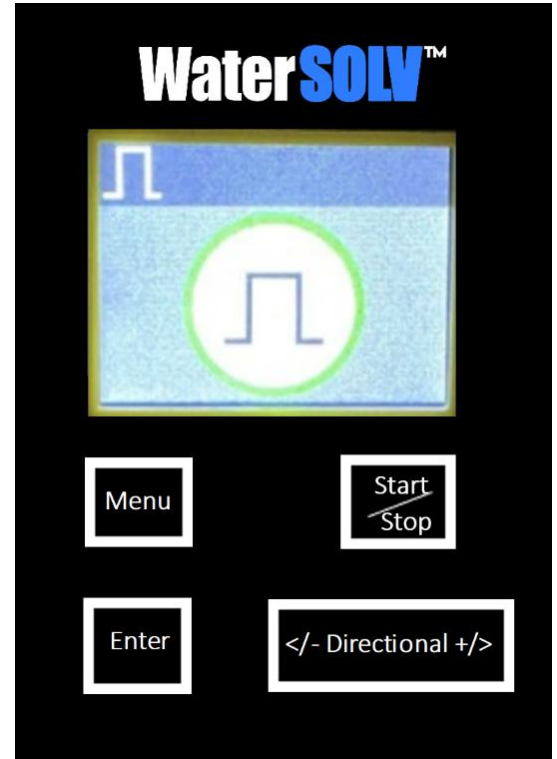 WaterSOLV™
Menu
Start
Stop
Enter
</- Directional +/>